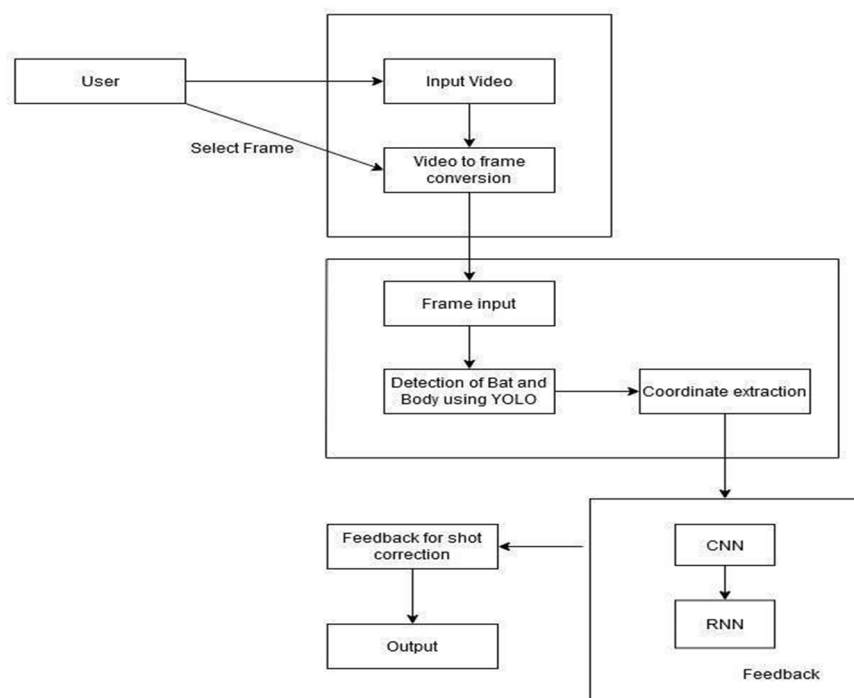 User
Input Video
Select Frame
Video to frame
conversion
Frame input
Detection of Bat and
Body using YOLO
Coordinate extraction
Feedback for shot
correction
CNN
RNN
Output
Feedback